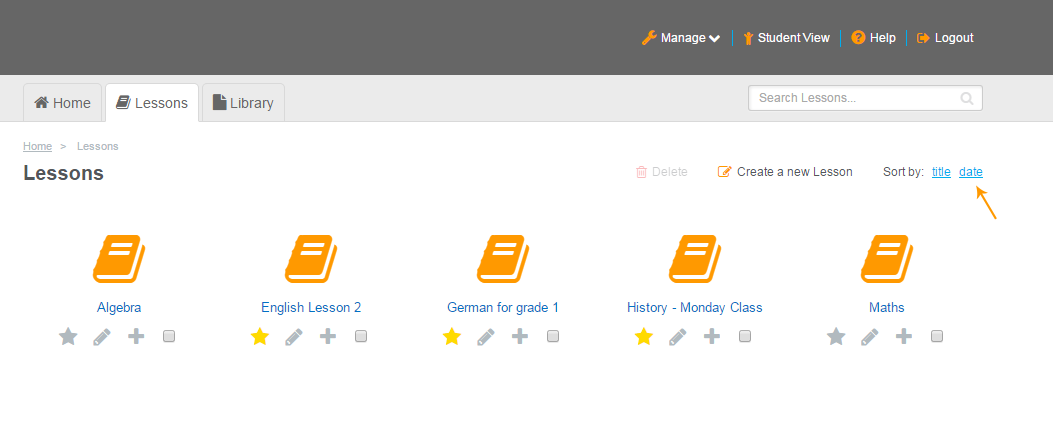 Manage Student View Help Logout
Home Lessons Library Search Lessons...
Home > Lessons
Lessons Delete Create a new Lesson Sort by: title date
Algebra English Lesson 2 German for grade 1 History - Monday Class Maths